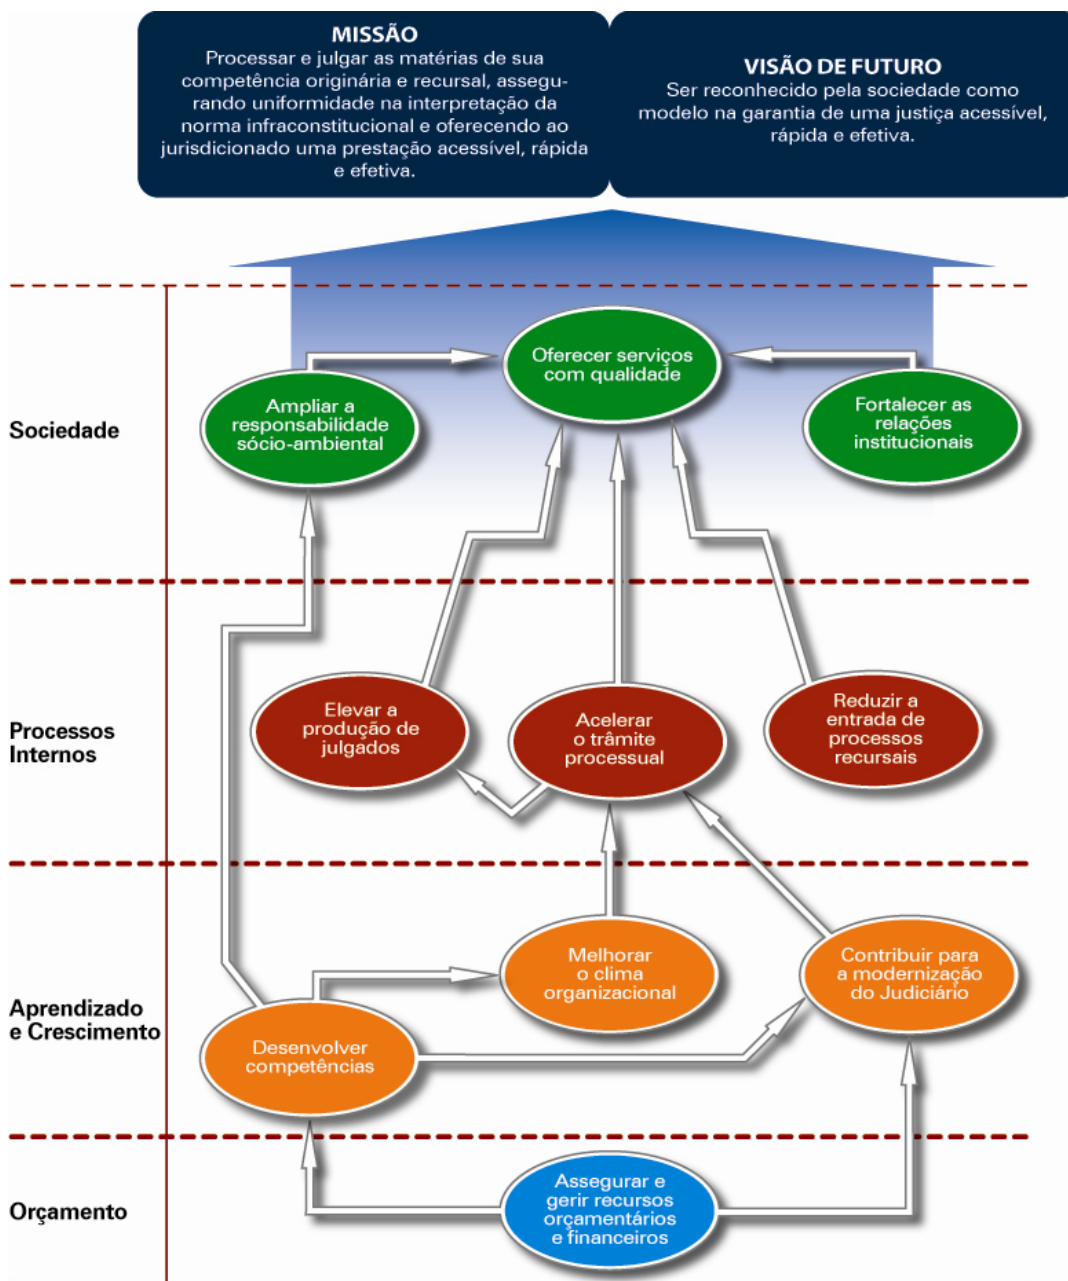 MISSÃO
Processar e julgar as matérias de sua
competência originária e recursal, assegu-
rando uniformidade na interpretação da
norma infraconstitucional e oferecendo ao
jurisdicionado uma prestação acessível, rápida
e efetiva.
VISÃO DE FUTURO
Ser reconhecido pela sociedade como
modelo na garantia de uma justiça acessível,
rápida e efetiva.
Sociedade
Ampliar a
responsabilidade
sócio-ambiental
Oferecer serviços
com qualidade
Fortalecer as
relações
institucionais
Processos
Internos
Elevar a
produção de
julgados
Acelerar
o trâmite
processual
Reduzir a
entrada de
processos
recursais
Aprendizado
e Crescimento
Desenvolver
competências
Melhorar
o clima
organizacional
Contribuir para
a modernização
do Judiciário
Orçamento
Assegurar e
gerir recursos
orçamentários
e financeiros